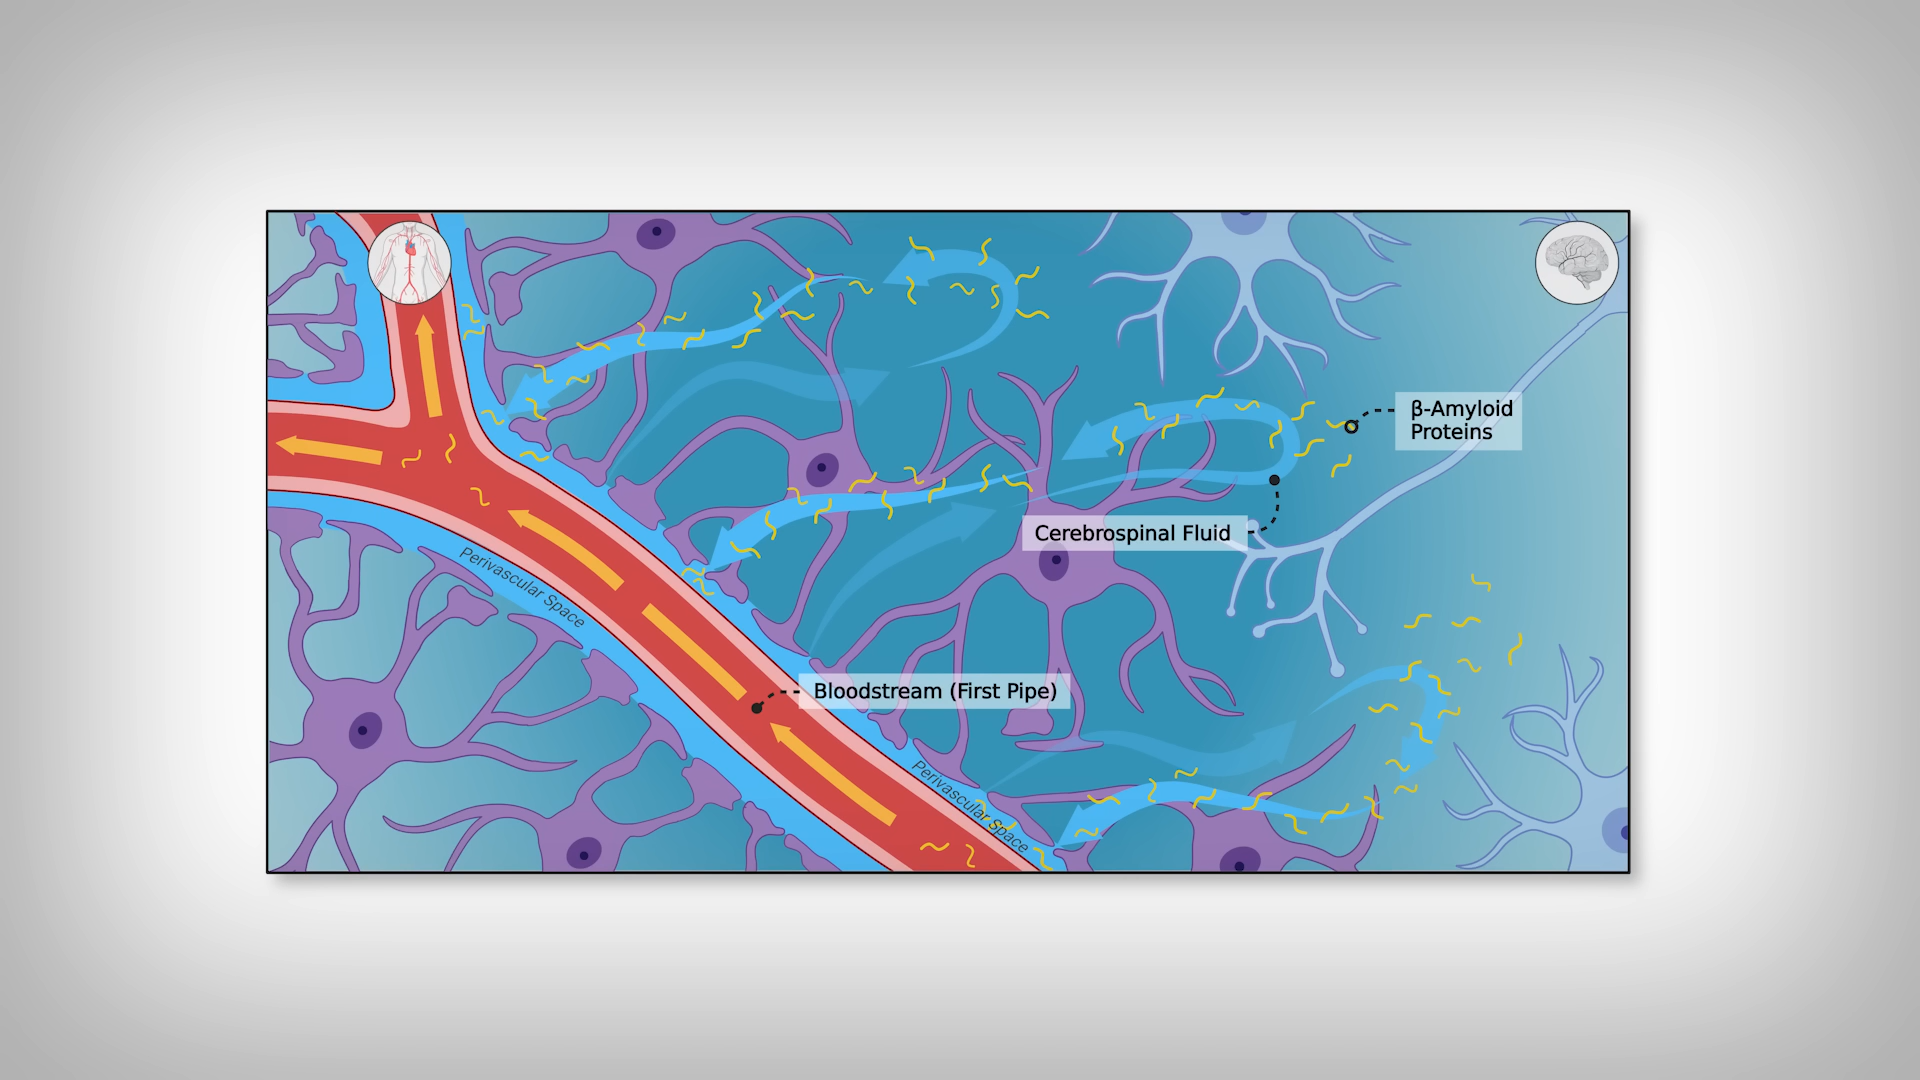 β-Amyloid
Proteins
Cerebrospinal Fluid
Perivascular Space
Bloodstream (First Pipe)
Perivascular Space